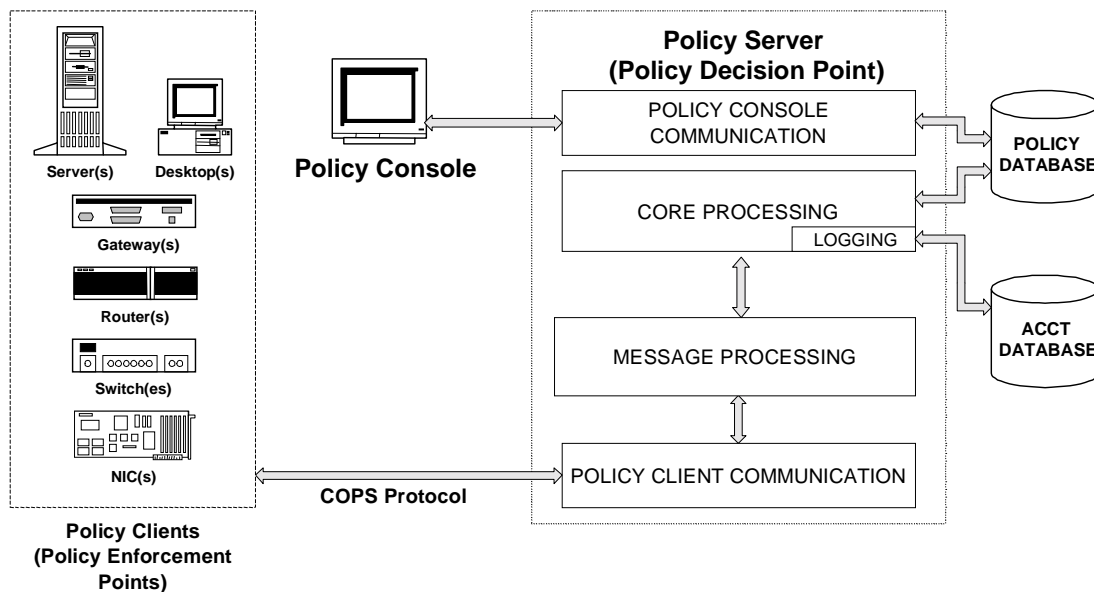 Server(s)
Desktop(s)
Gateway(s)
Router(s)
Switch(es)
NIC(s)
Policy Clients
(Policy Enforcement
Points)
Policy Console
COPS Protocol
Policy Server
(Policy Decision Point)
POLICY CONSOLE
COMMUNICATION
CORE PROCESSING
LOGGING
MESSAGE PROCESSING
POLICY CLIENT COMMUNICATION
POLICY
DATABASE
ACCT
DATABASE